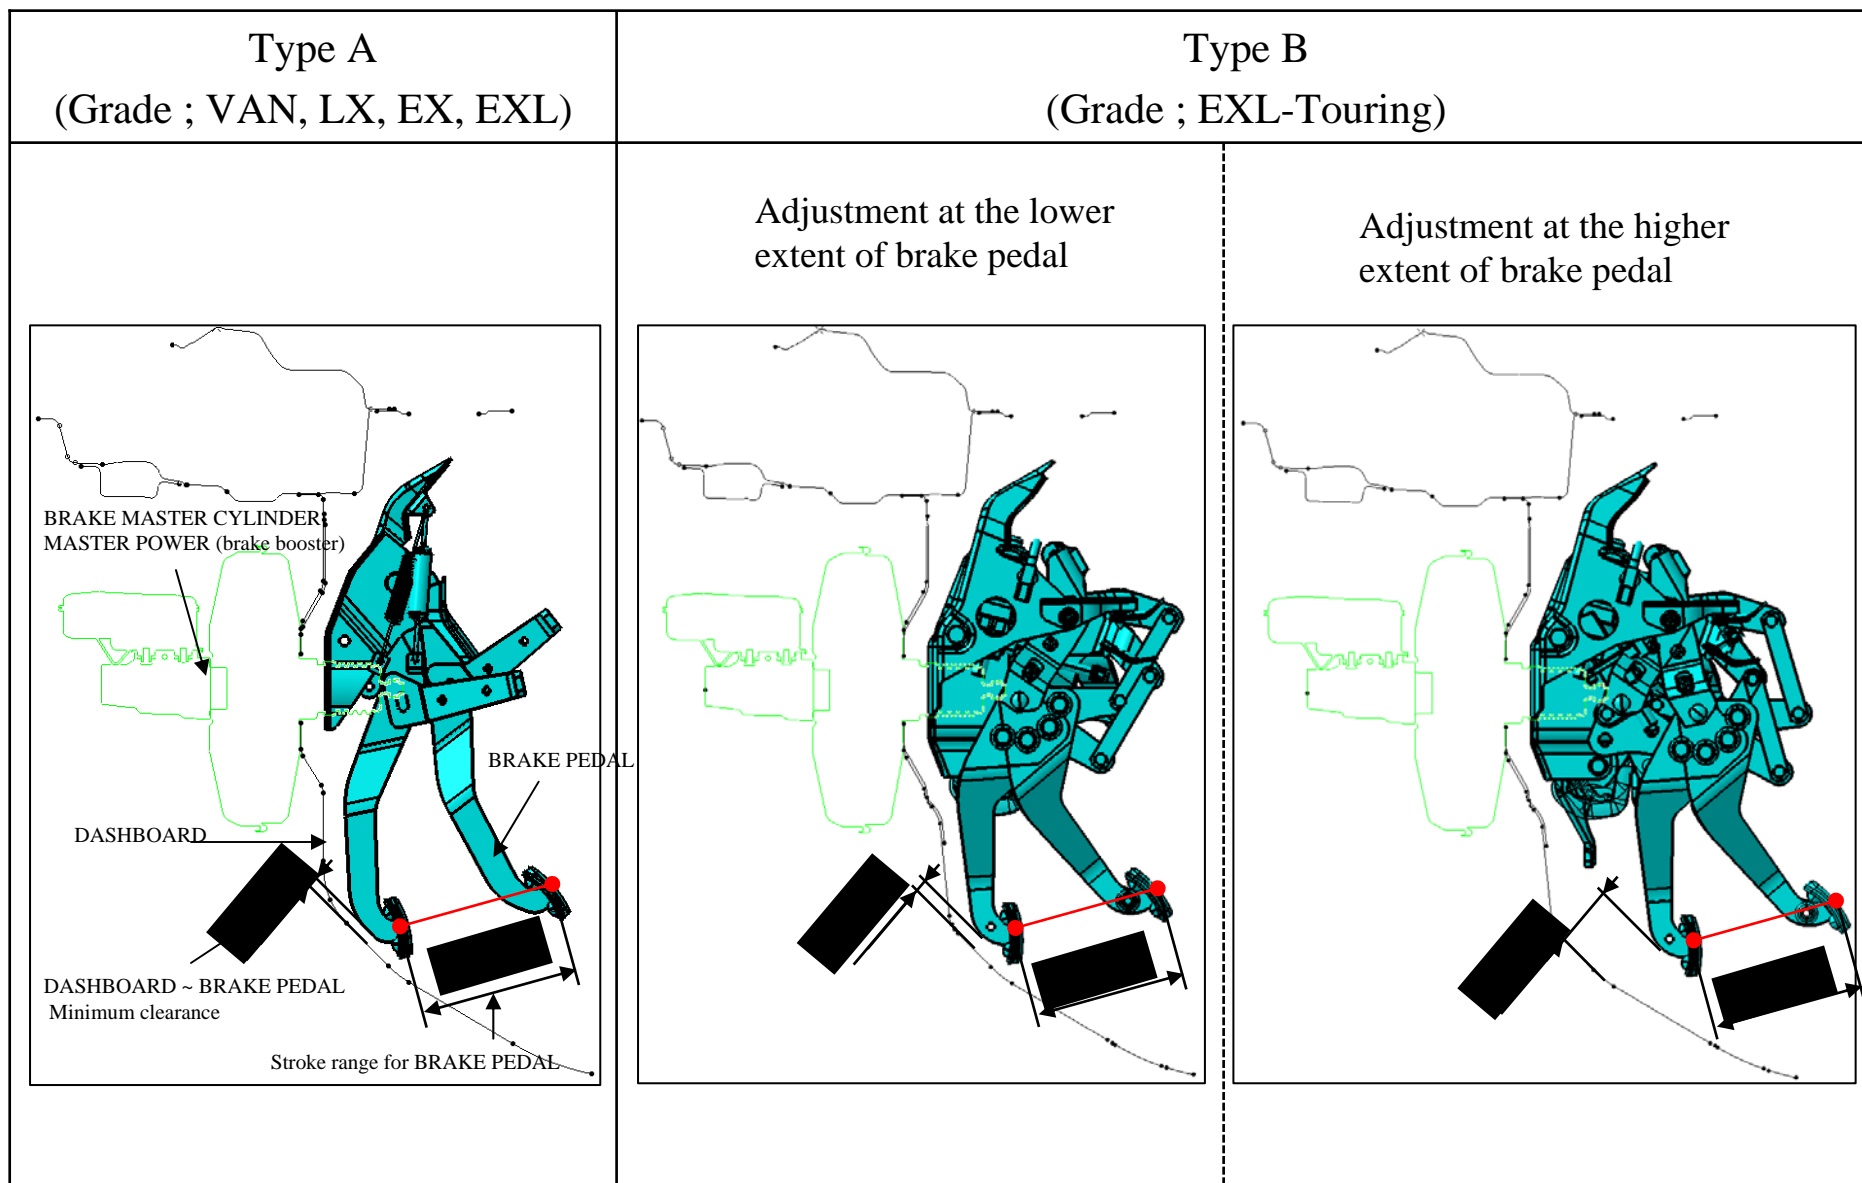 Type A
(Grade ; VAN, LX, EX, EXL)
Type B
(Grade ; EXL-Touring)
Adjustment at the lower
extent of brake pedal
Adjustment at the higher
extent of brake pedal
BRAKE MASTER CYLINDER
MASTER POWER (brake booster)
BRAKE PEDAL
DASHBOARD
DASHBOARD ~ BRAKE PEDAL
Minimum clearance
Stroke range for BRAKE PEDAL